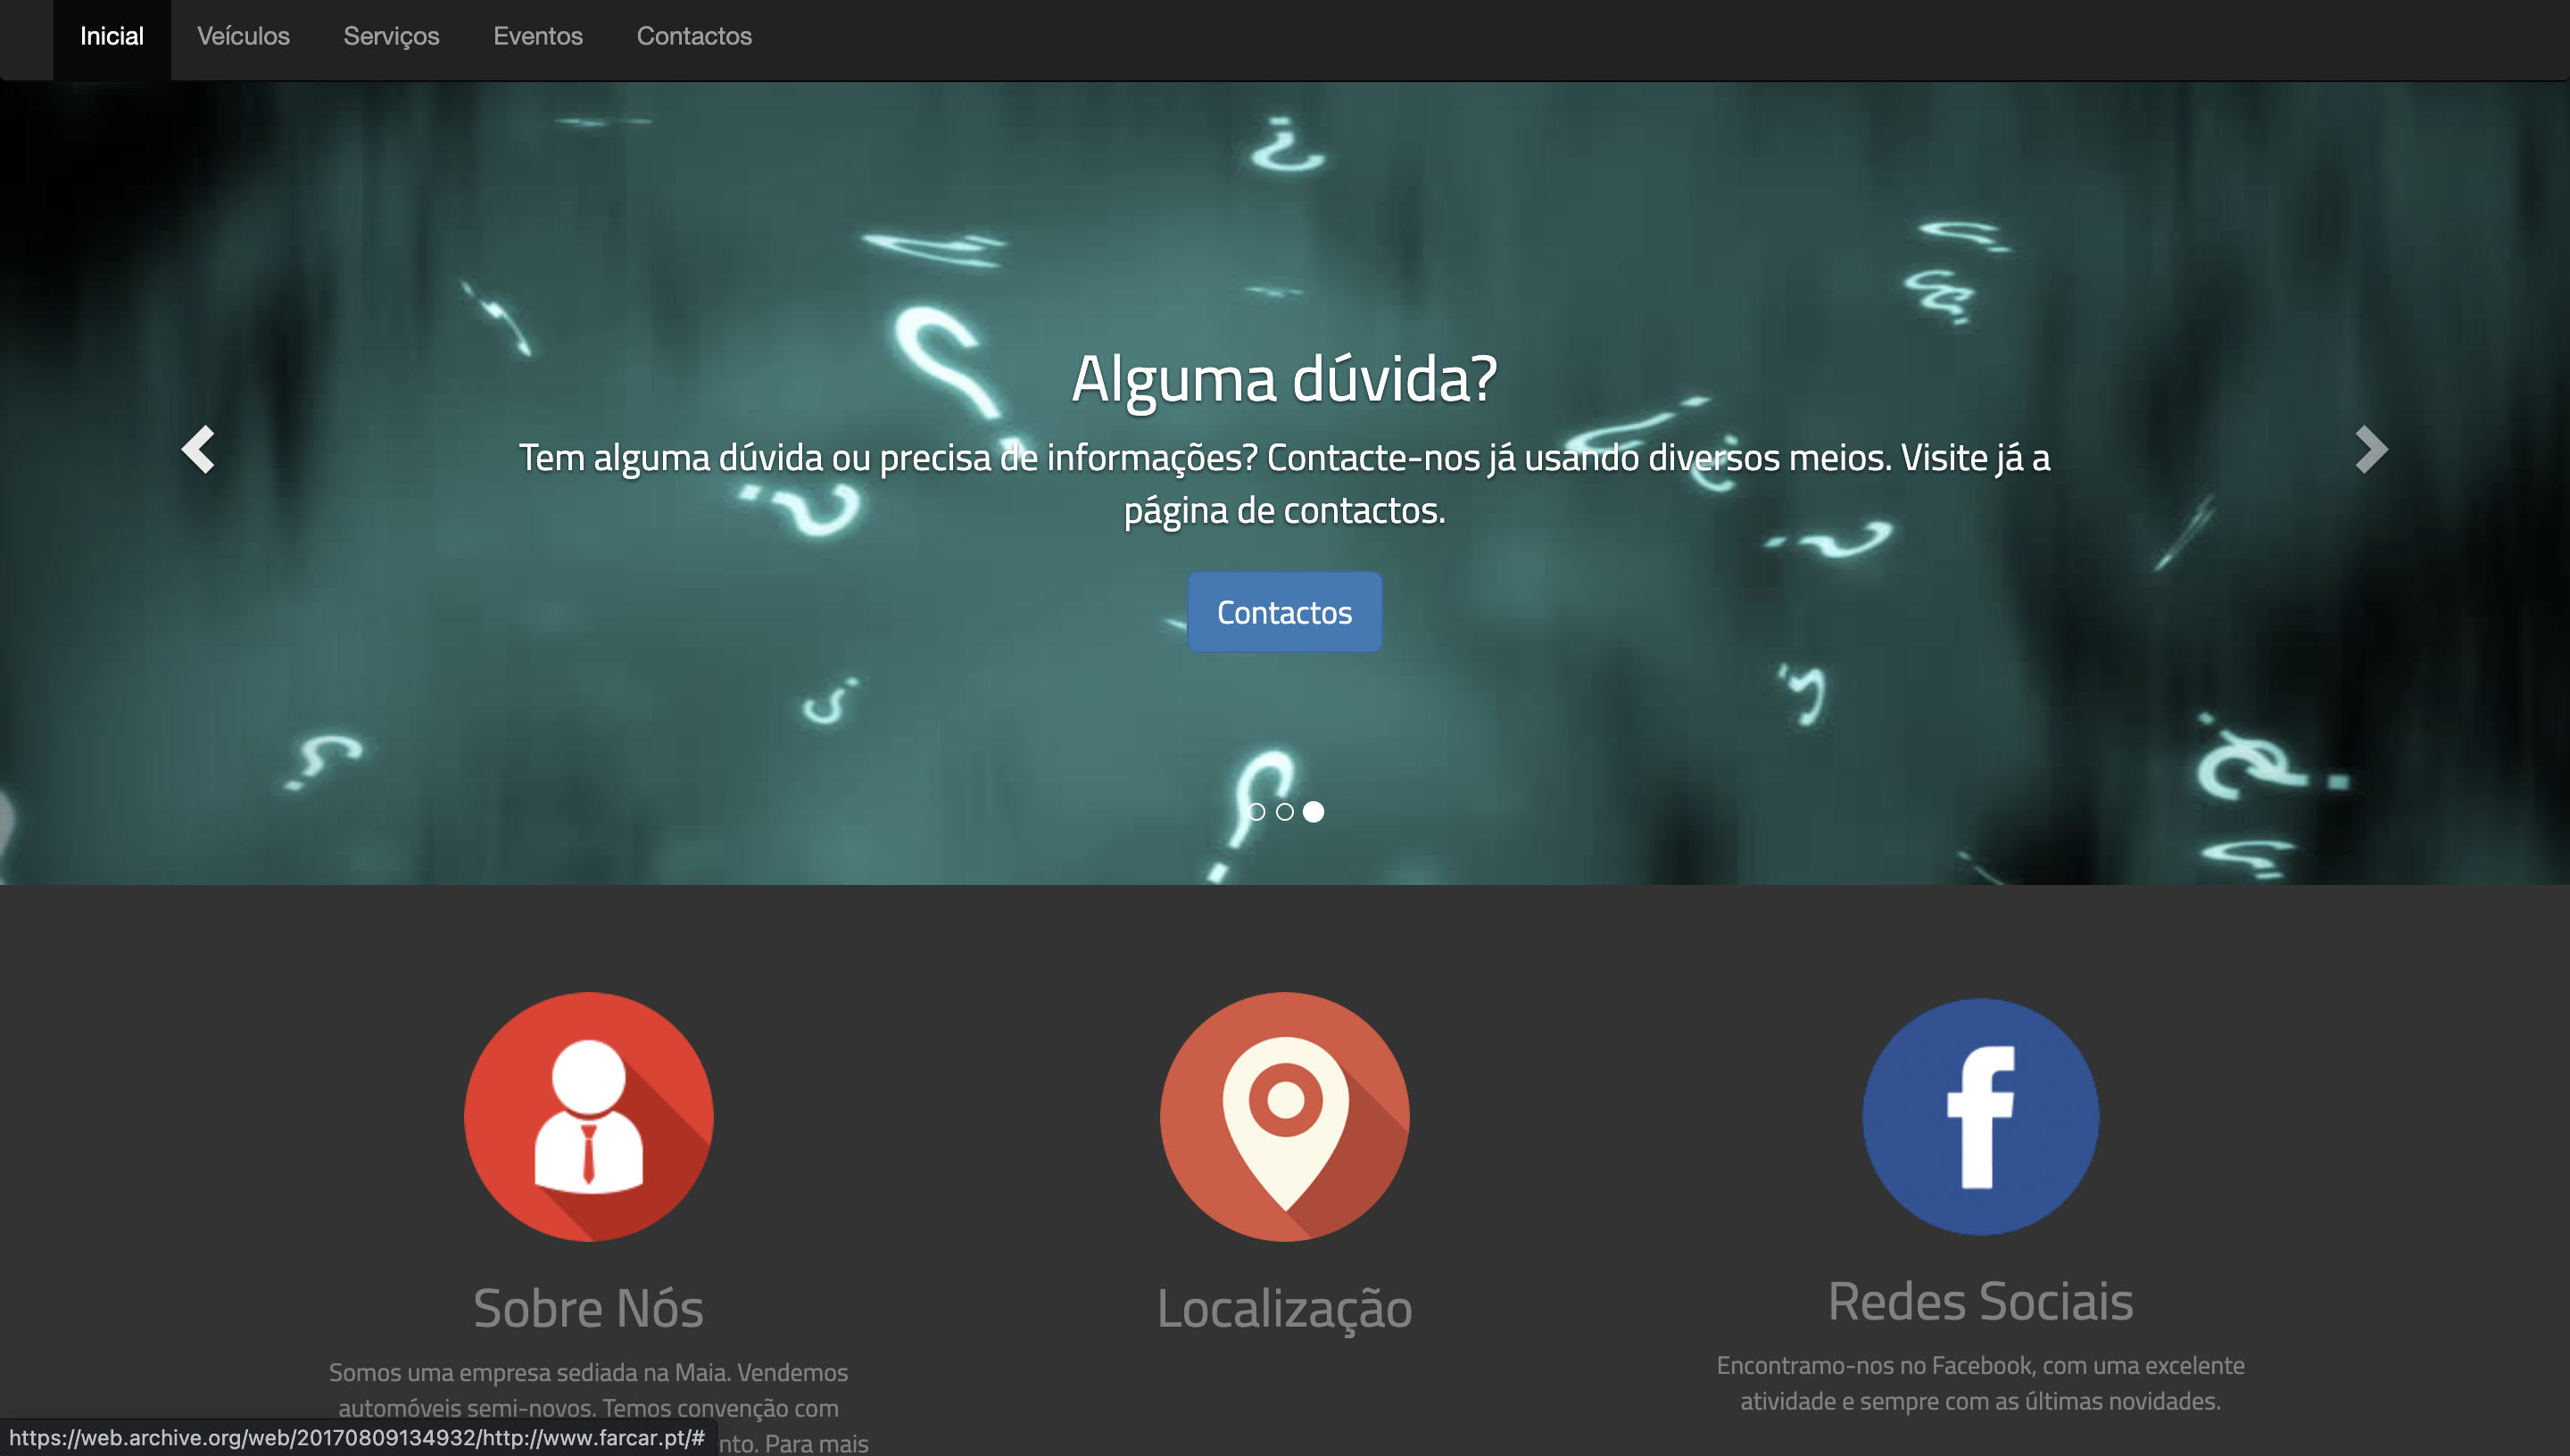 Inicial Veículos Serviços Eventos Contactos
Alguma dúvida?
Tem alguma dúvida ou precisa de informações? Contacte-nos já usando diversos meios. Visite já a
página de contactos.
Contactos
Sobre Nós
Somos uma empresa sediada na Maia. Vendemos
automóveis semi-novos. Temos convenção com
nto. Para mais
Localização
Redes Sociais
Encontramo-nos no Facebook, com uma excelente
atividade e sempre com as últimas novidades.
https://web.archive.org/web/20170809134932/http://www.farcar.pt/#